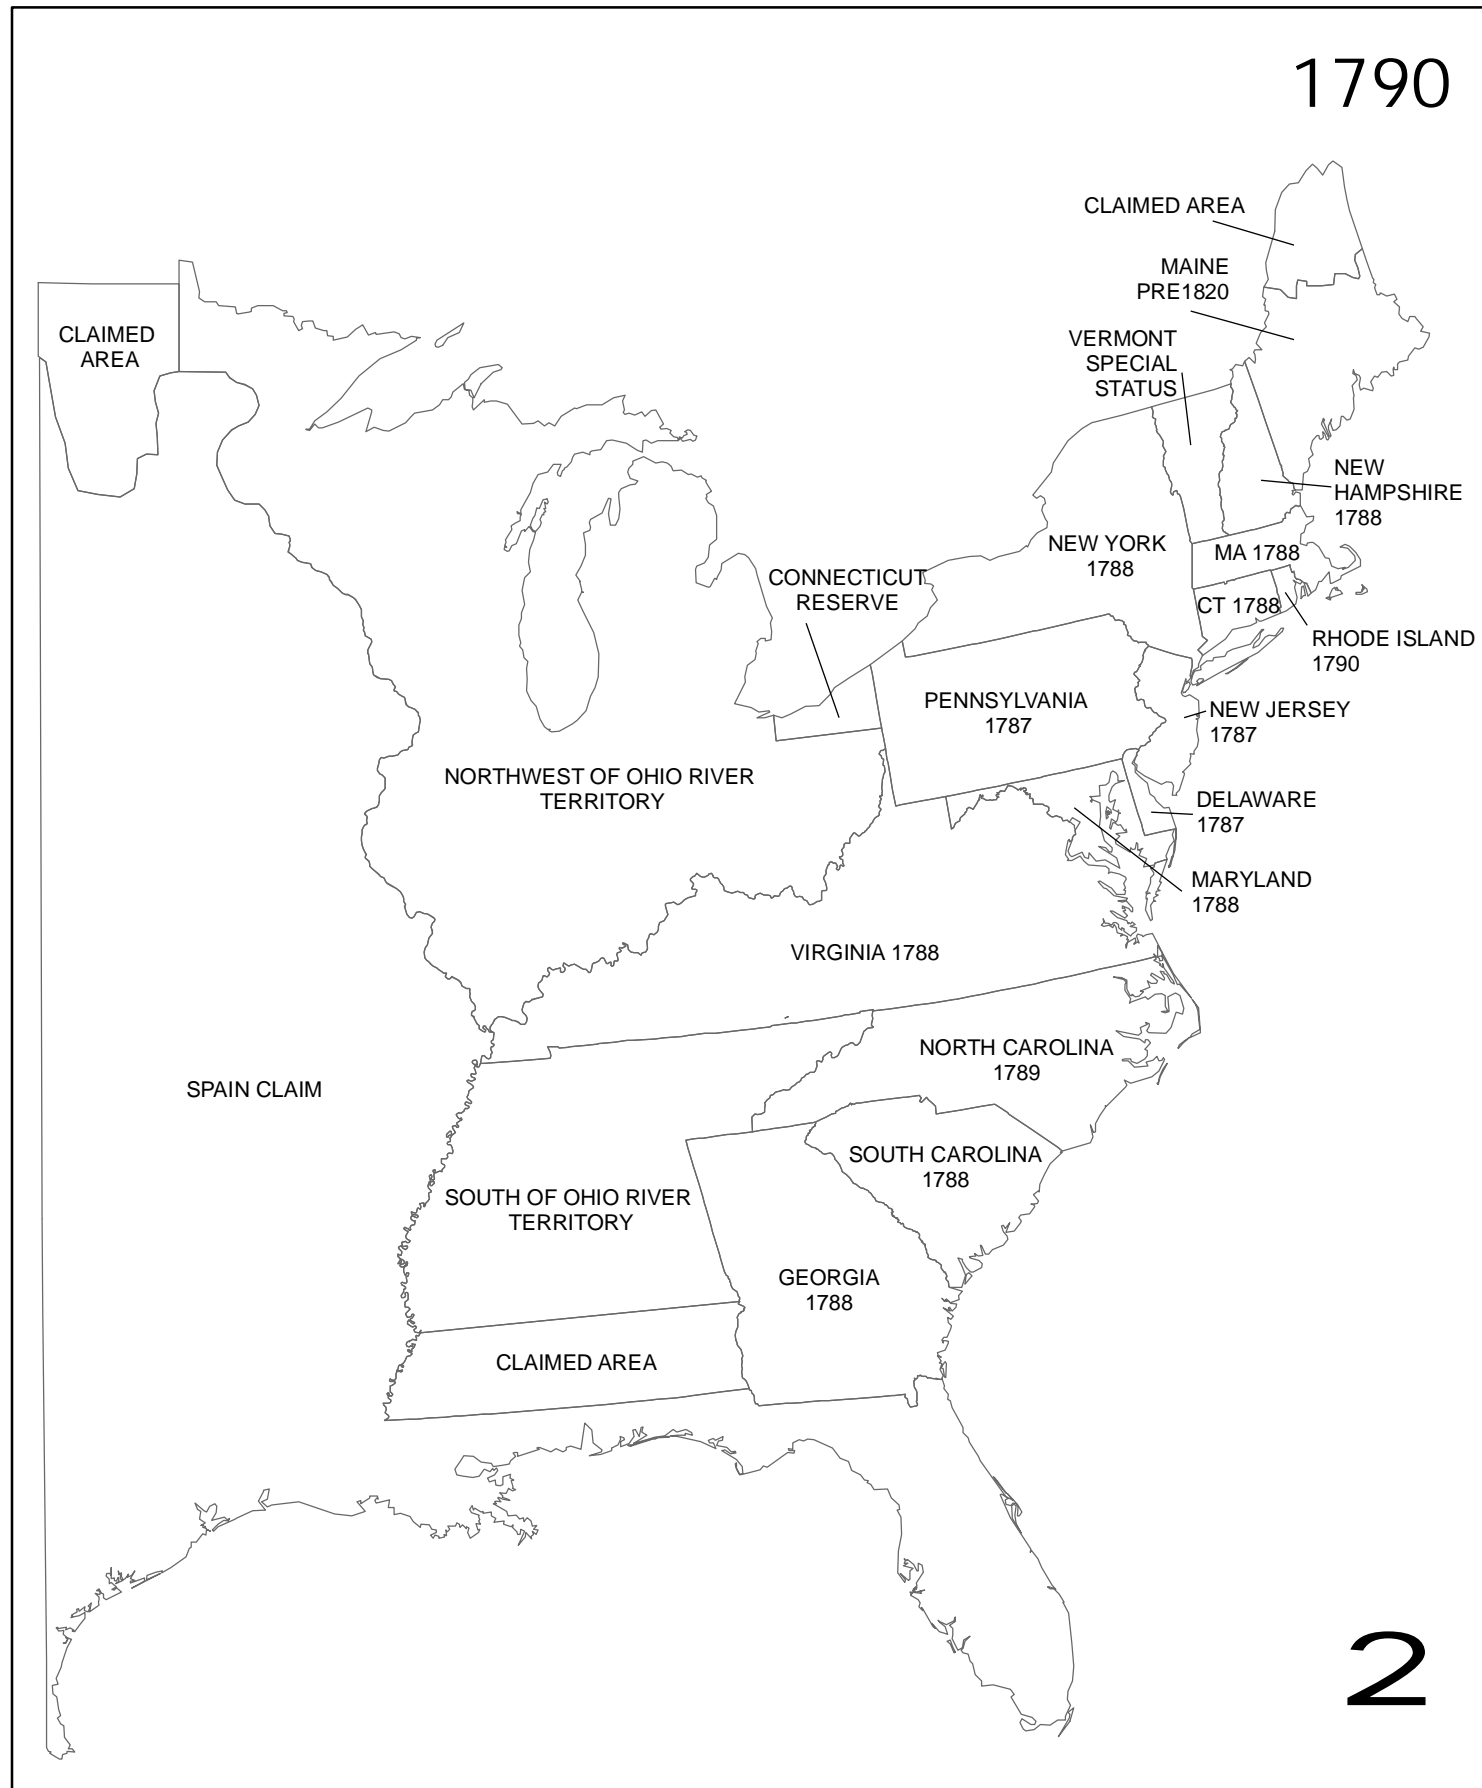 1790
CLAIMED AREA
MAINE
PRE1820
VERMONT
SPECIAL
STATUS
CLAIMED
AREA
NEW
HAMPSHIRE
1788
NEW YORK
1788
MA 1788
CONNECTICUT
RESERVE
CT 1788
RHODE ISLAND
1790
PENNSYLVANIA
1787
NEW JERSEY
1787
NORTHWEST OF OHIO RIVER
TERRITORY
DELAWARE
1787
MARYLAND
1788
VIRGINIA 1788
NORTH CAROLINA
1789
SPAIN CLAIM
SOUTH CAROLINA
1788
SOUTH OF OHIO RIVER
TERRITORY
GEORGIA
1788
CLAIMED AREA
2